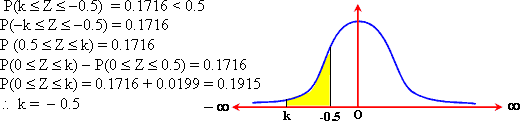 P(k ≤ Z ≤ −0.5) = 0.1716 < 0.5
P(−k ≤ Z ≤ −0.5) = 0.1716
P (0.5 ≤ Z ≤ k) = 0.1716
P(0 ≤ Z ≤ k) − P(0 ≤ Z ≤ 0.5) = 0.1716
P(0 ≤ Z ≤ k) = 0.1716 + 0.0199 = 0.1915
∴ k = − 0.5
− ∞ k -0.5 O ∞